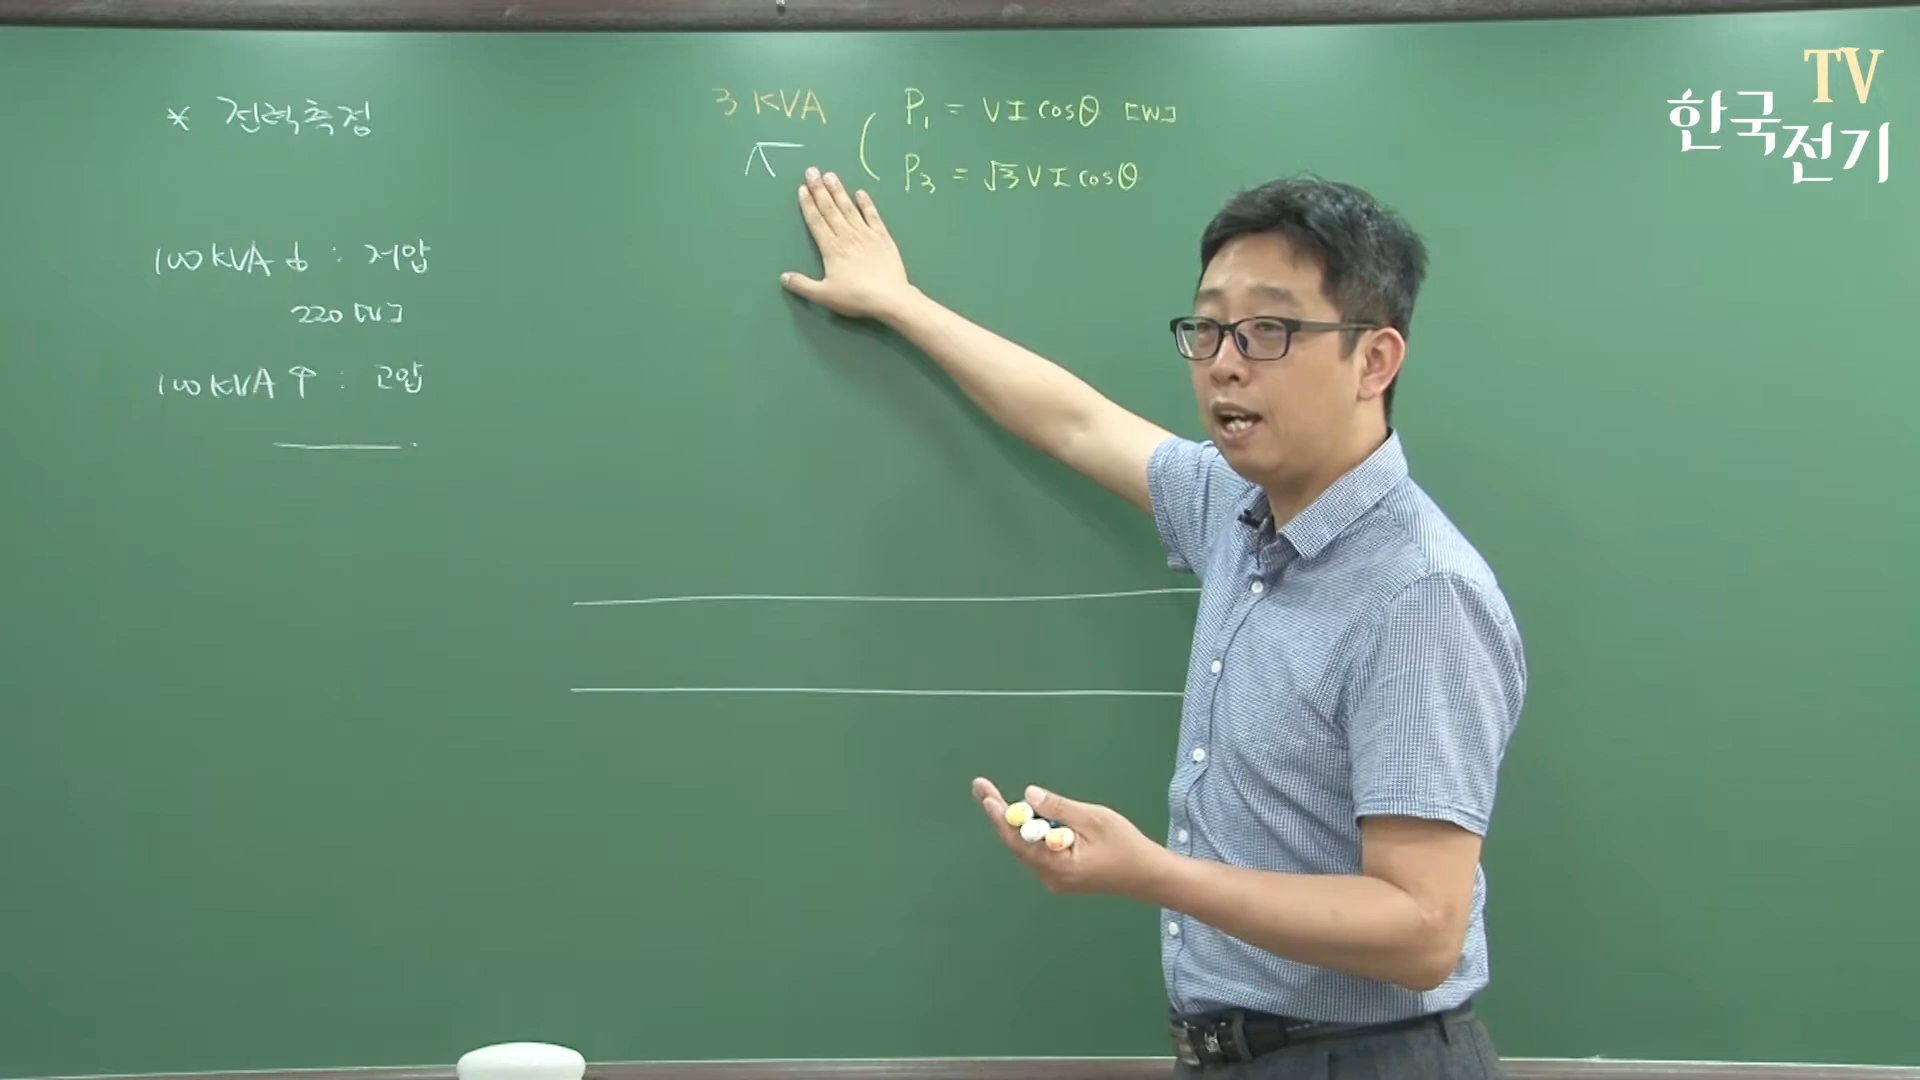 * 전력측정
100 KVA ↓ : 저압
220 [V]
100 KVA ↑ : 고압
3 KVA
P₁ = VI cosθ [W]
P₃ = √3 VI cosθ
TV
한국전기